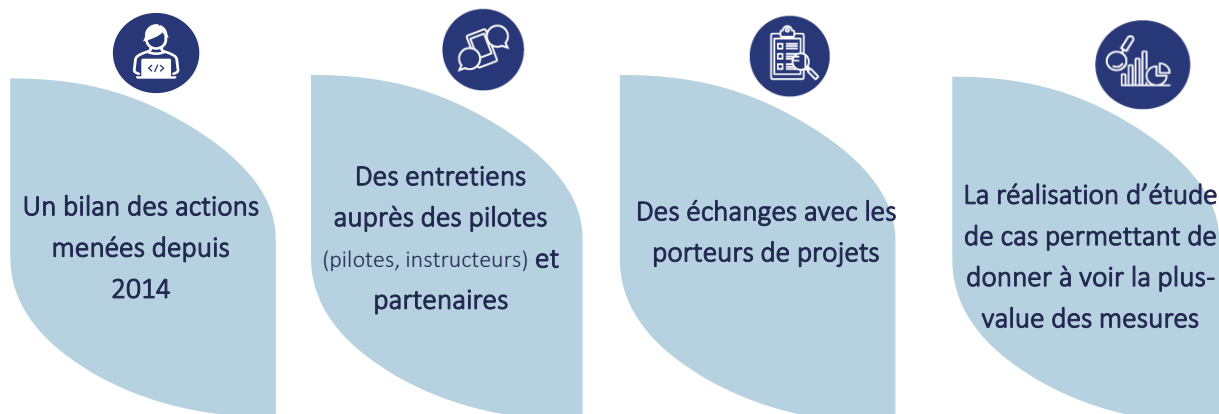 Un bilan des actions
menées depuis
2014
Des entretiens
auprès des pilotes
(pilotes, instructeurs) et
partenaires
Des échanges avec les
porteurs de projets
La réalisation d’étude
de cas permettant de
donner à voir la plus-
value des mesures